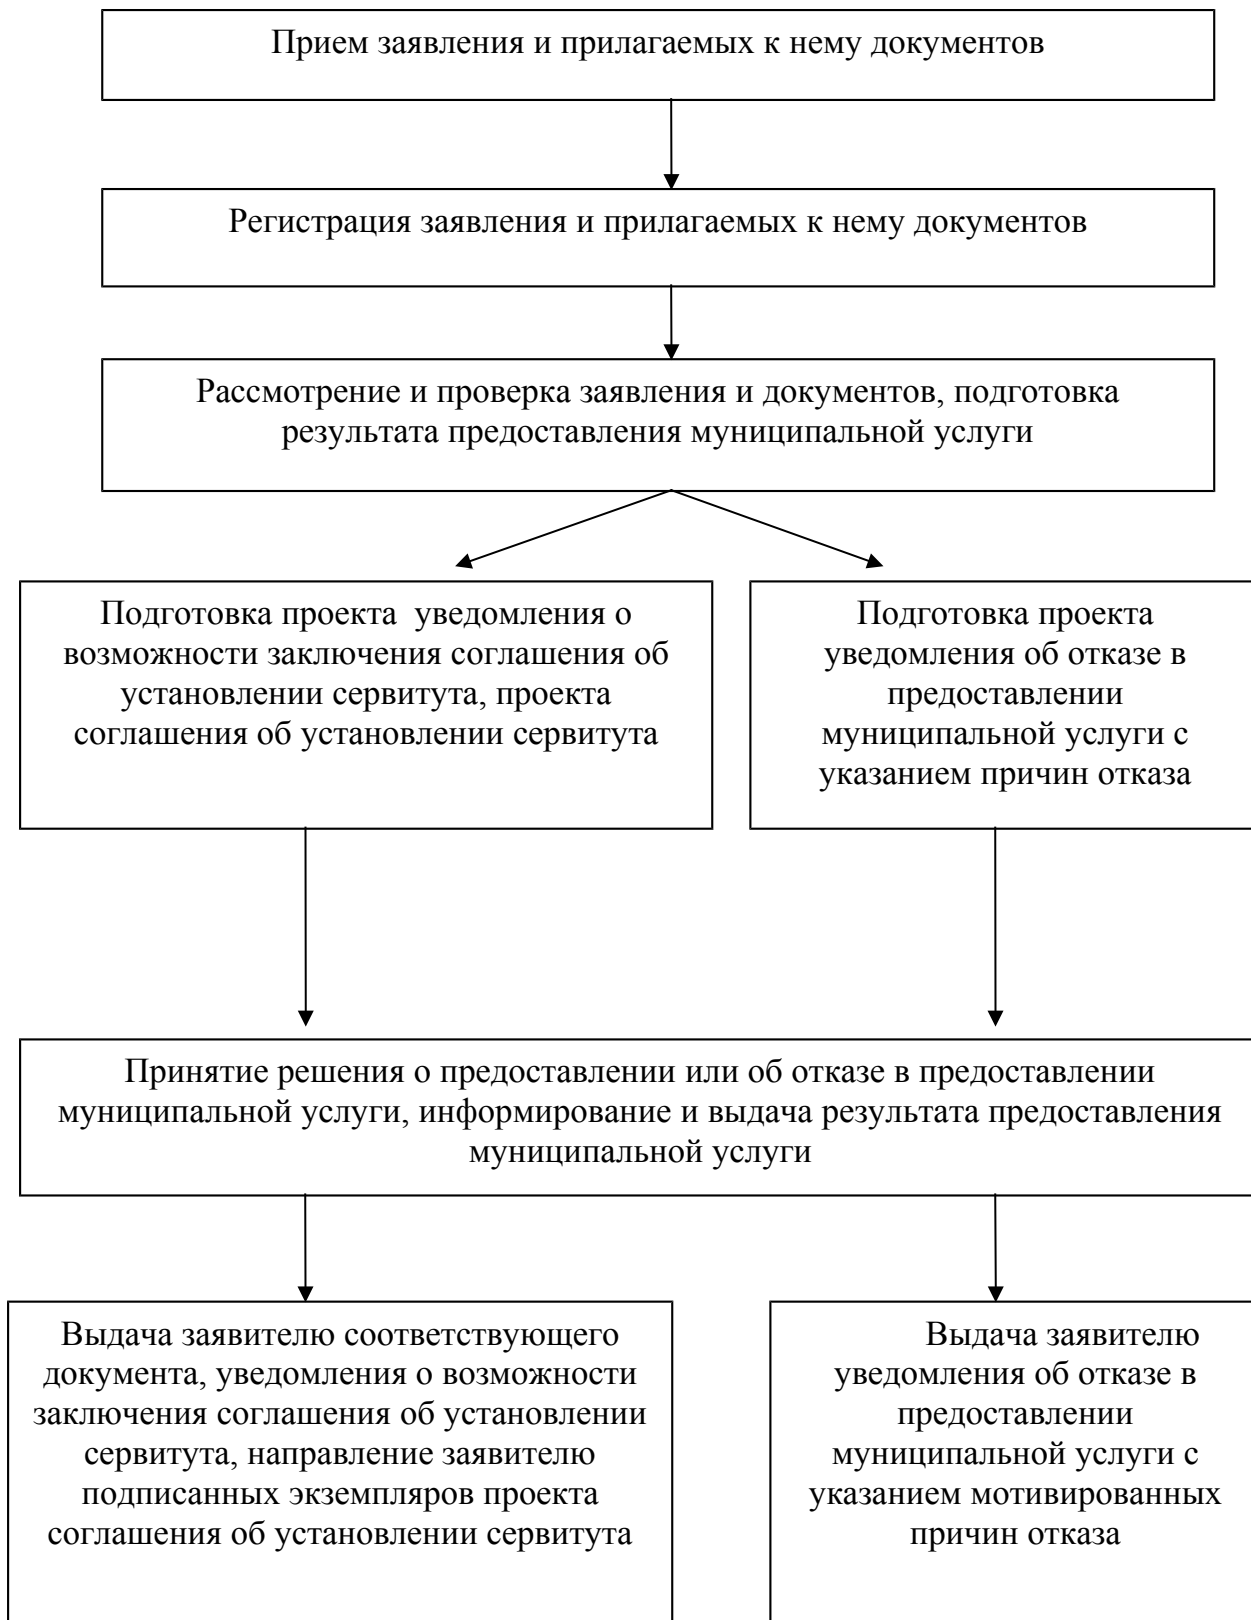 Прием заявления и прилагаемых к нему документов
Регистрация заявления и прилагаемых к нему документов
Рассмотрение и проверка заявления и документов, подготовка
результата предоставления муниципальной услуги
Подготовка проекта уведомления о
возможности заключения соглашения об
установлении сервитута, проекта
соглашения об установлении сервитута
Подготовка проекта
уведомления об отказе в
предоставлении
муниципальной услуги с
указанием причин отказа
Принятие решения о предоставлении или об отказе в предоставлении
муниципальной услуги, информирование и выдача результата предоставления
муниципальной услуги
Выдача заявителю соответствующего
документа, уведомления о возможности
заключения соглашения об установлении
сервитута, направление заявителю
подписанных экземпляров проекта
соглашения об установлении сервитута
Выдача заявителю
уведомления об отказе в
предоставлении
муниципальной услуги с
указанием мотивированных
причин отказа